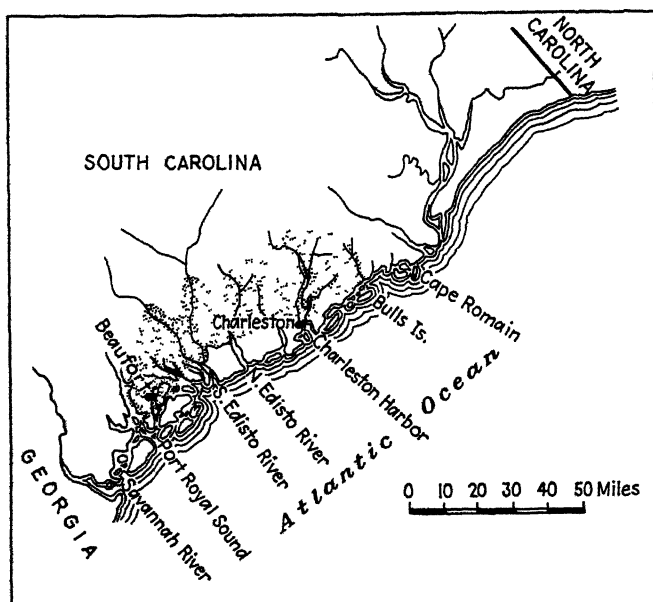 NORTH
CAROLINA
SOUTH CAROLINA
Cape Romain
Bulls Is.
Charleston
Charleston Harbor
Beaufort
N. Edisto River
S. Edisto River
Port Royal Sound
Savannah River
GEORGIA
Atlantic Ocean
0 10 20 30 40 50 Miles